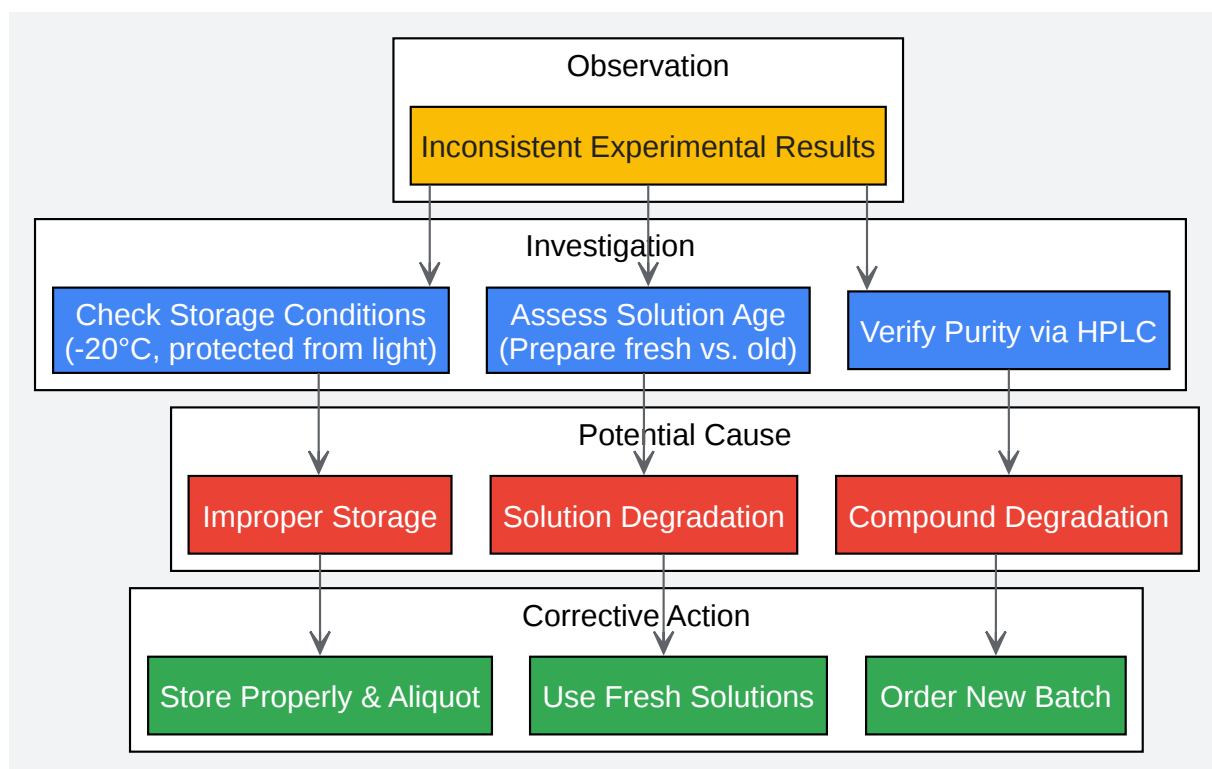 Observation
Inconsistent Experimental Results
Investigation
Check Storage Conditions
(-20°C, protected from light)
Assess Solution Age
(Prepare fresh vs. old)
Verify Purity via HPLC
Potential Cause
Improper Storage
Solution Degradation
Compound Degradation
Corrective Action
Store Properly & Aliquot
Use Fresh Solutions
Order New Batch